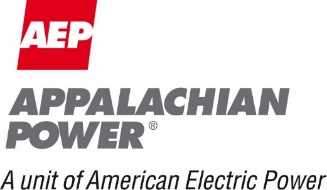 AEP
APPALACHIAN
POWER®
A unit of American Electric Power